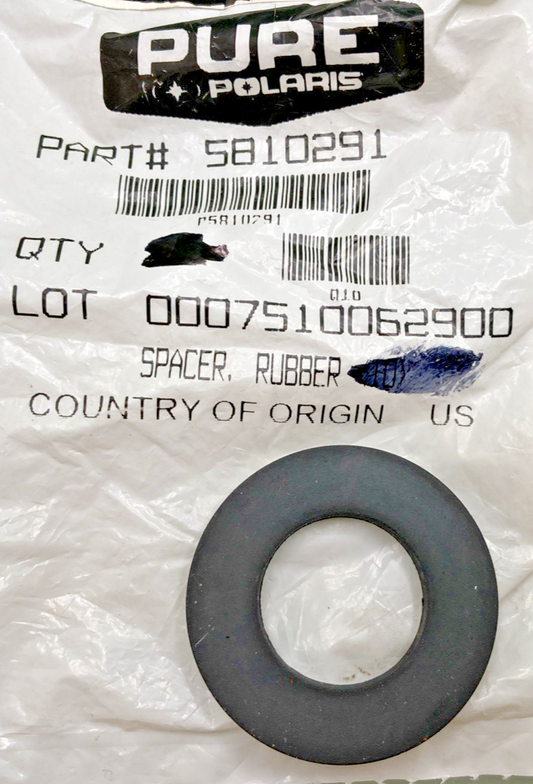 PURE
POLARIS
PART# 5810291
P5810291
QTY
Q10
LOT 0007510062900
SPACER, RUBBER
COUNTRY OF ORIGIN US